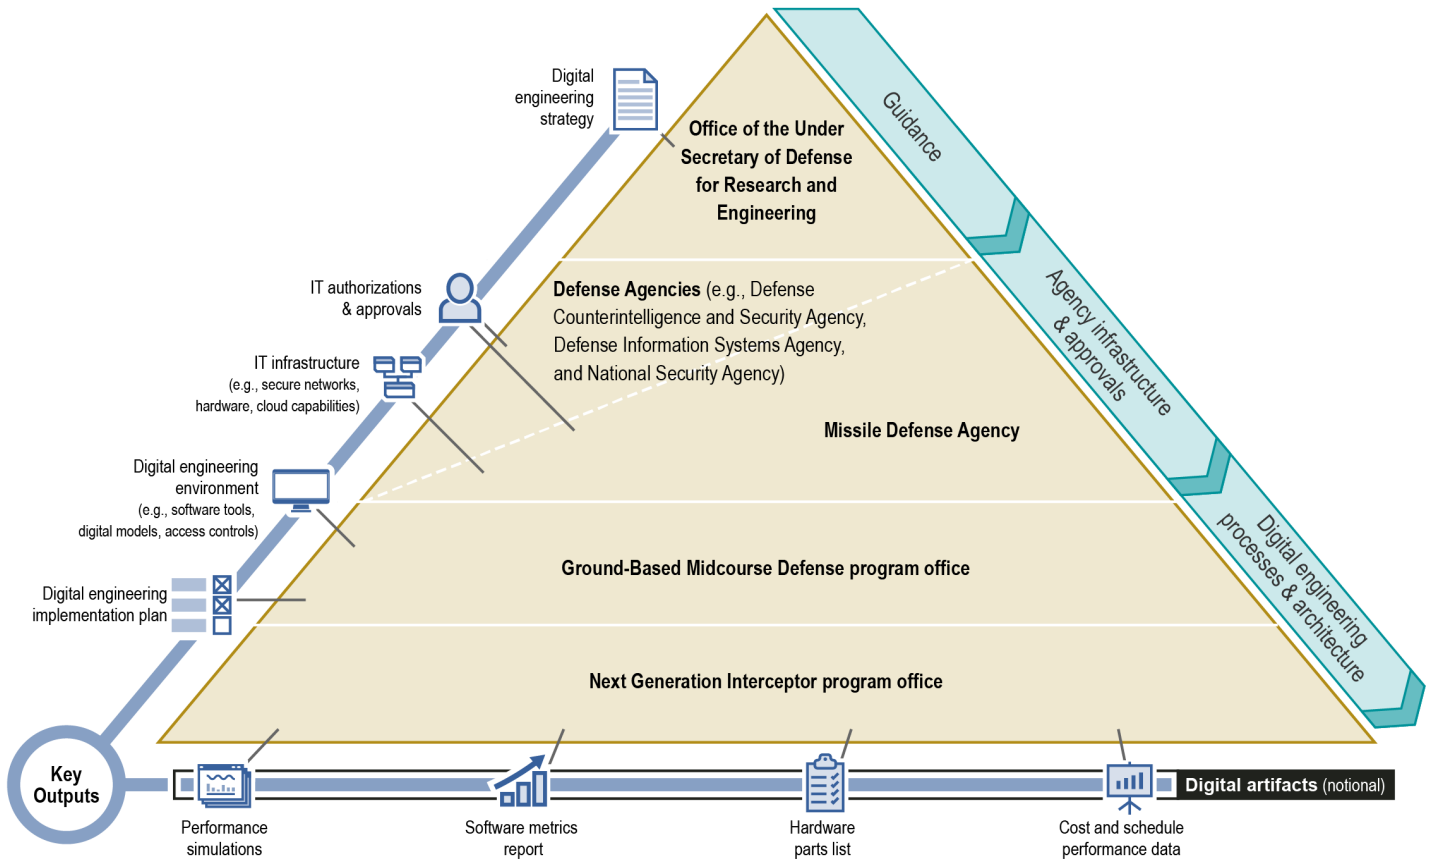 Digital
engineering
strategy
Office of the Under
Secretary of Defense
for Research and
Engineering
Guidance
IT authorizations
& approvals
Defense Agencies (e.g., Defense
Counterintelligence and Security Agency,
Defense Information Systems Agency,
and National Security Agency)
Agency infrastructure
& approvals
IT infrastructure
(e.g., secure networks,
hardware, cloud capabilities)
Missile Defense Agency
Digital engineering
environment
(e.g., software tools,
digital models, access controls)
Digital engineering
processes & architecture
Ground-Based Midcourse Defense program office
Digital engineering
implementation plan
Next Generation Interceptor program office
Key
Outputs
Digital artifacts (notional)
Performance
simulations
Software metrics
report
Hardware
parts list
Cost and schedule
performance data